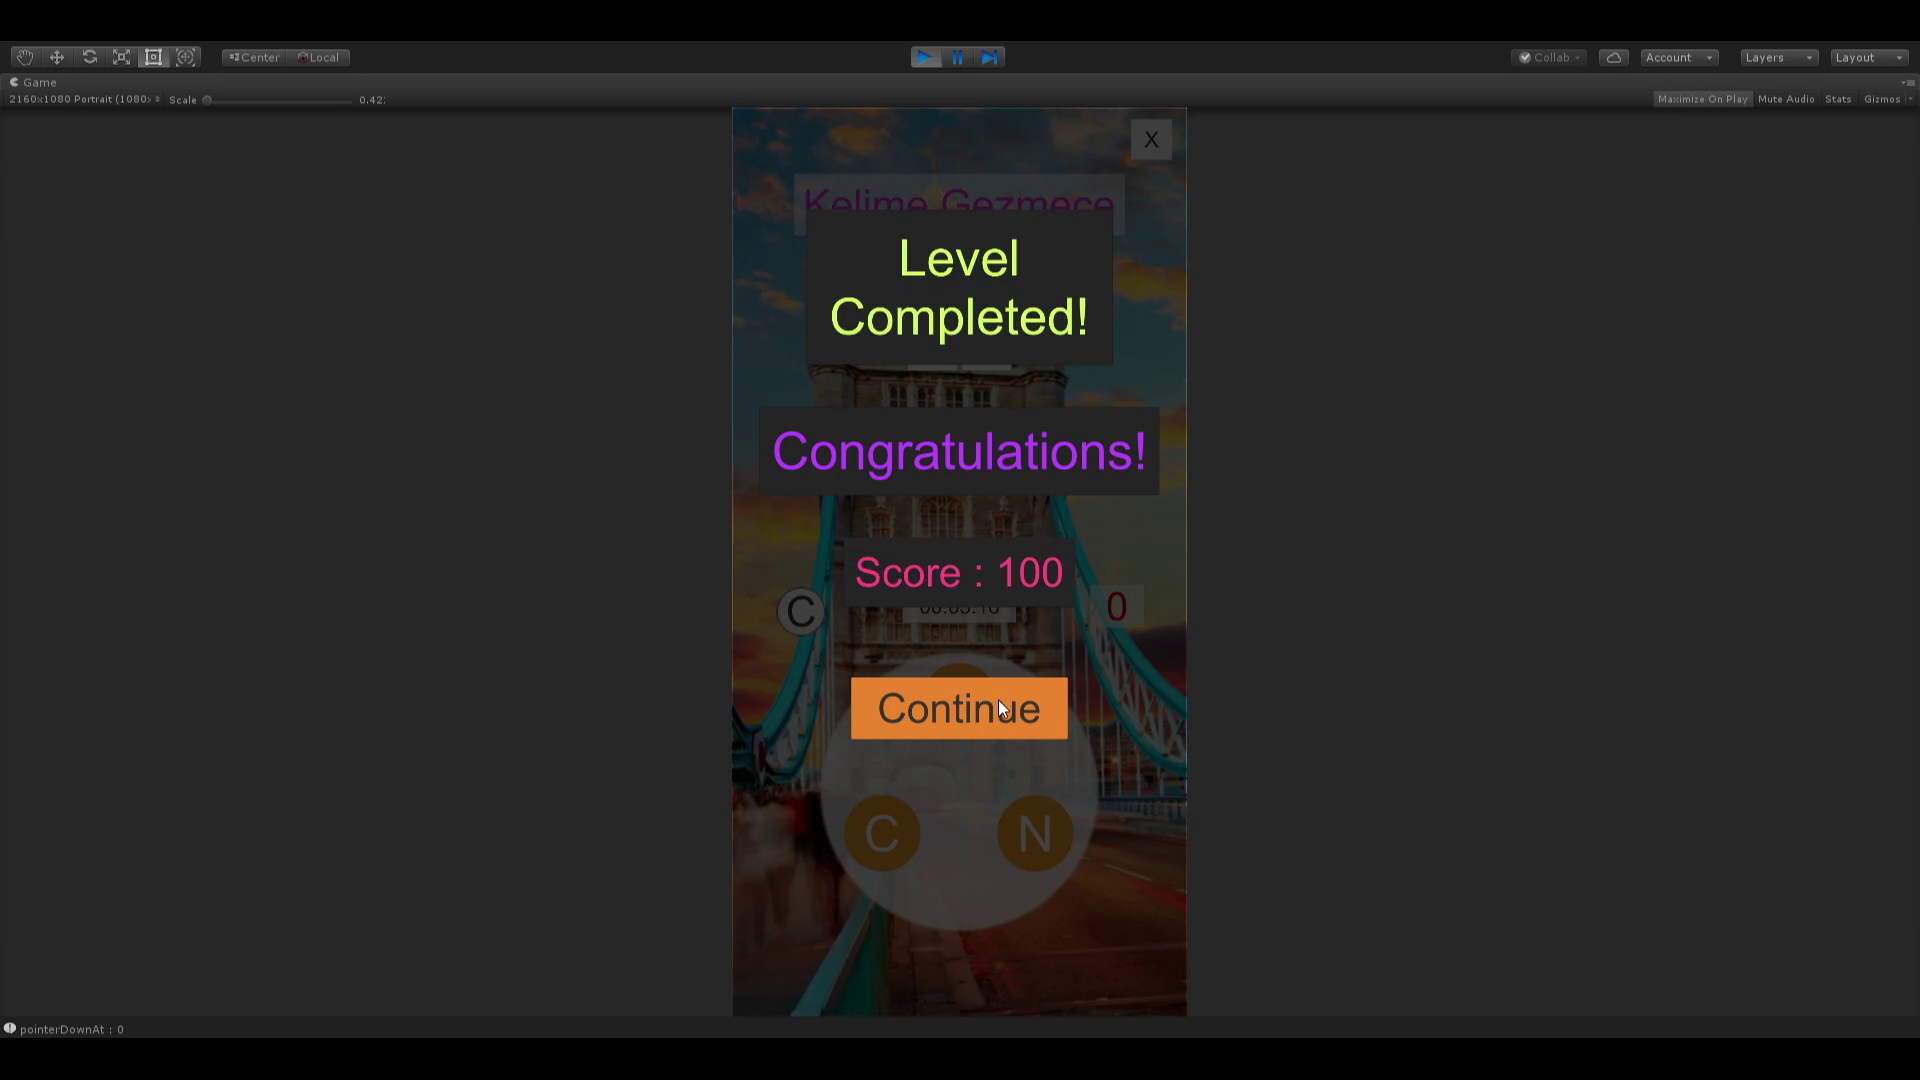 Center
Local
Collab
Account
Layers
Layout
Game
2160x1080 Portrait (1080x
Scale
0.42:
Maximize On Play
Mute Audio
Stats
Gizmos
X
Kelime Gezmece
Level
Completed!
Congratulations!
Score : 100
C
0
Continue
C
N
pointerDownAt : 0